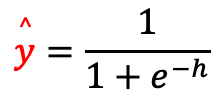 ŷ = 1 / (1 + e^{-h})